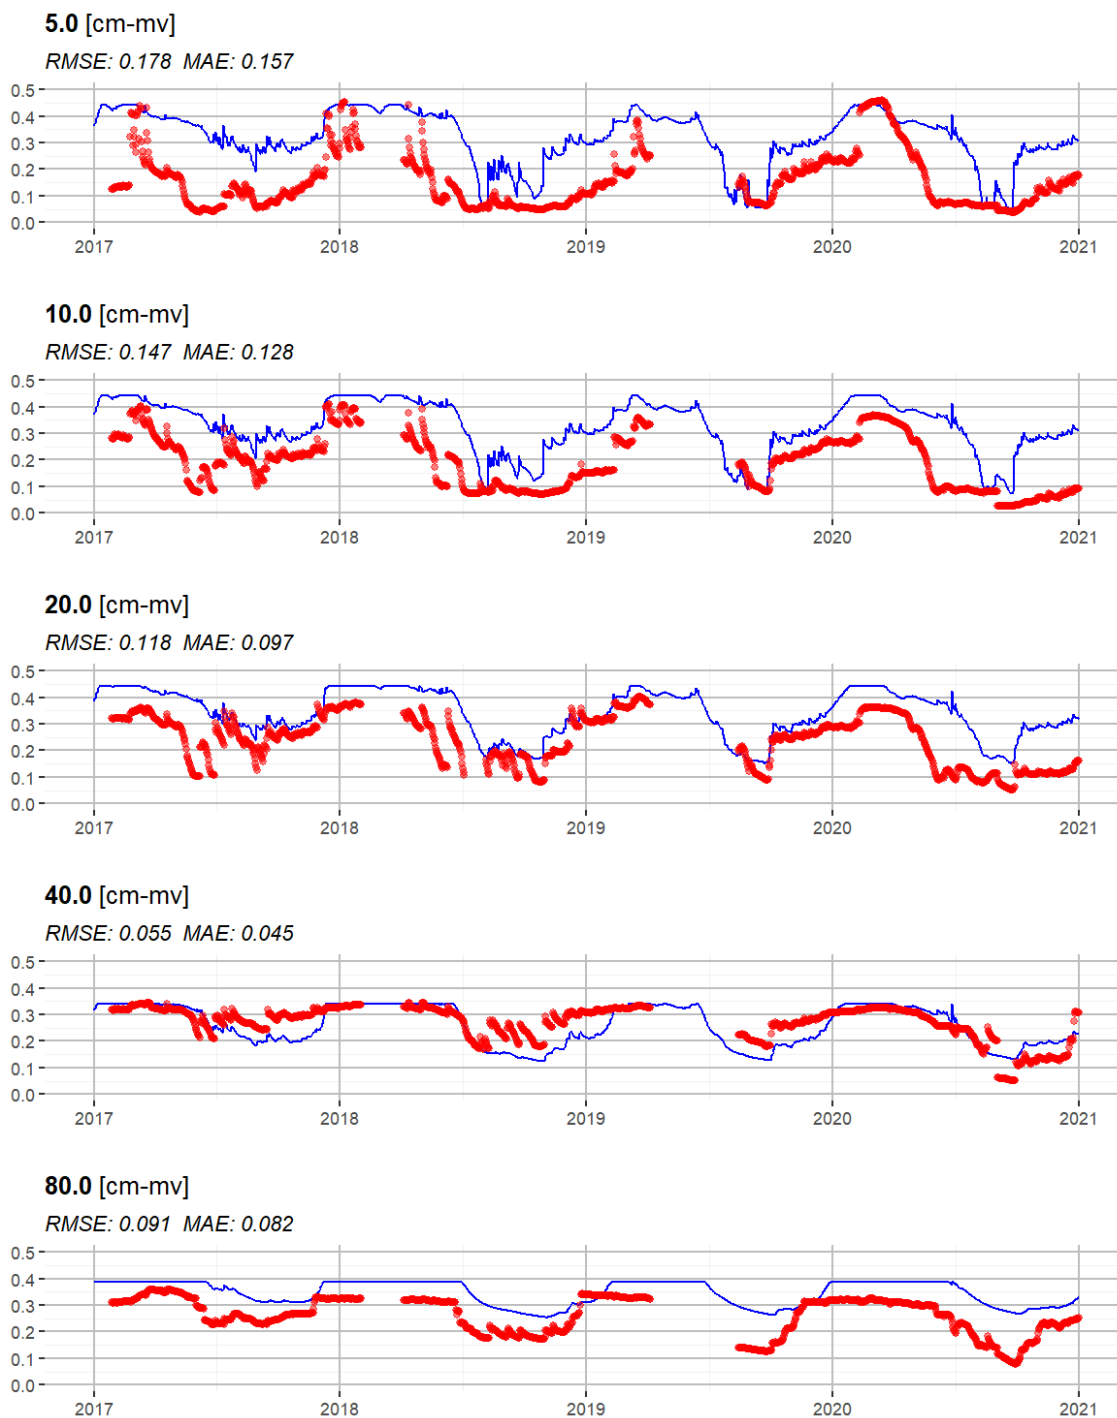 5.0 [cm-mv]
RMSE: 0.178 MAE: 0.157
0.5
0.4
0.3
0.2
0.1
0.0
2017 2018 2019 2020 2021
10.0 [cm-mv]
RMSE: 0.147 MAE: 0.128
0.5
0.4
0.3
0.2
0.1
0.0
2017 2018 2019 2020 2021
20.0 [cm-mv]
RMSE: 0.118 MAE: 0.097
0.5
0.4
0.3
0.2
0.1
0.0
2017 2018 2019 2020 2021
40.0 [cm-mv]
RMSE: 0.055 MAE: 0.045
0.5
0.4
0.3
0.2
0.1
0.0
2017 2018 2019 2020 2021
80.0 [cm-mv]
RMSE: 0.091 MAE: 0.082
0.5
0.4
0.3
0.2
0.1
0.0
2017 2018 2019 2020 2021